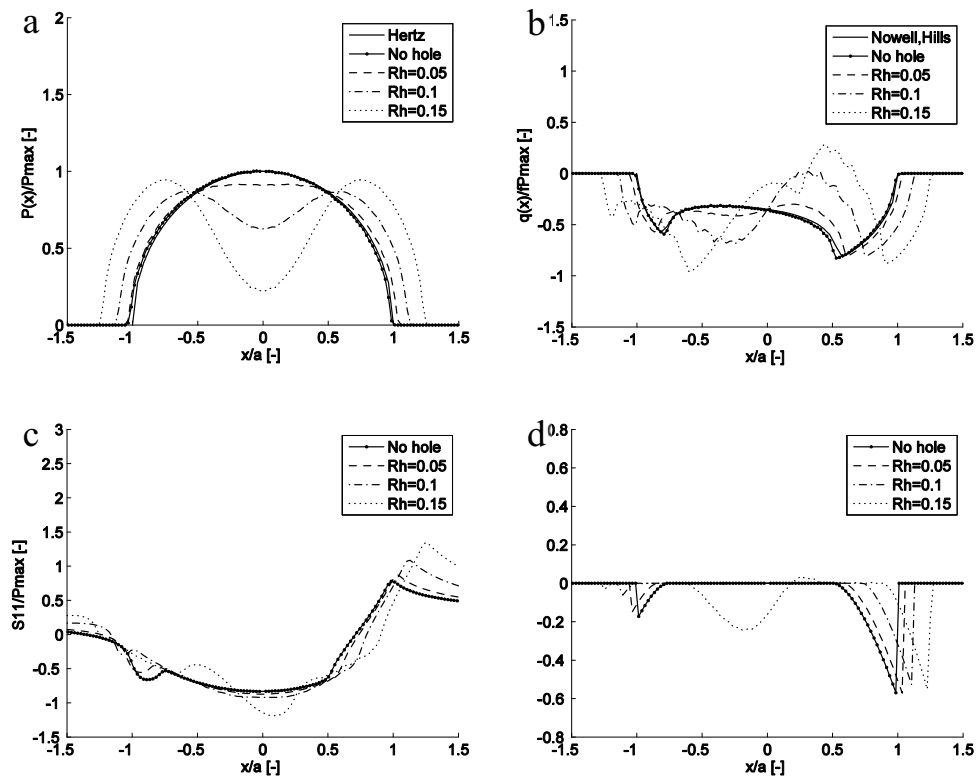 a
P(x)/Pmax [-]
2
1.5
1
0.5
0
Hertz
No hole
Rh=0.05
Rh=0.1
Rh=0.15
-1.5 -1 -0.5 0 0.5 1 1.5
x/a [-]
b
q(x)/fPmax [-]
1.5
1
0.5
0
-0.5
-1
-1.5
Nowell,Hills
No hole
Rh=0.05
Rh=0.1
Rh=0.15
-1.5 -1 -0.5 0 0.5 1 1.5
x/a [-]
c
S11/Pmax [-]
3
2.5
2
1.5
1
0.5
0
-0.5
-1
-1.5
No hole
Rh=0.05
Rh=0.1
Rh=0.15
-1.5 -1 -0.5 0 0.5 1 1.5
x/a [-]
d
0.8
0.6
0.4
0.2
0
-0.2
-0.4
-0.6
-0.8
No hole
Rh=0.05
Rh=0.1
Rh=0.15
-1.5 -1 -0.5 0 0.5 1 1.5
x/a [-]